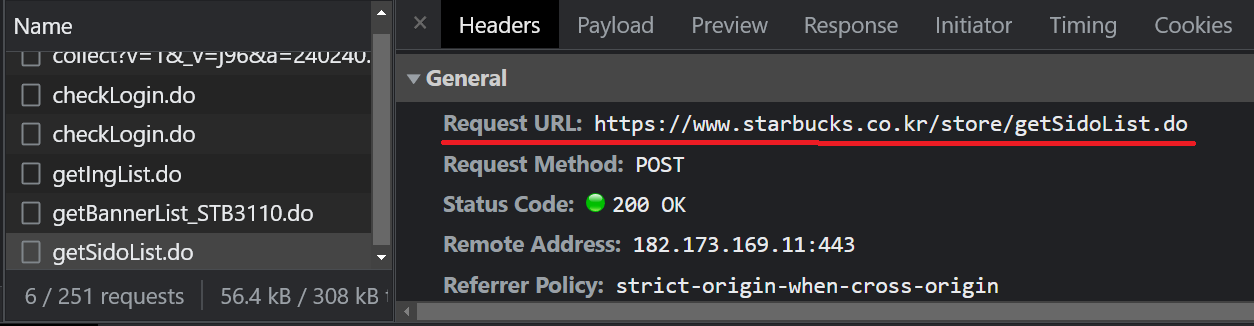 Name
collect?v=1&_v=j96&a=240240.
checkLogin.do
checkLogin.do
getIngList.do
getBannerList_STB3110.do
getSidoList.do
6 / 251 requests
56.4 kB / 308 kB t
× Headers Payload Preview Response Initiator Timing Cookies
General
Request URL: https://www.starbucks.co.kr/store/getSidoList.do
Request Method: POST
Status Code: 200 OK
Remote Address: 182.173.169.11:443
Referrer Policy: strict-origin-when-cross-origin